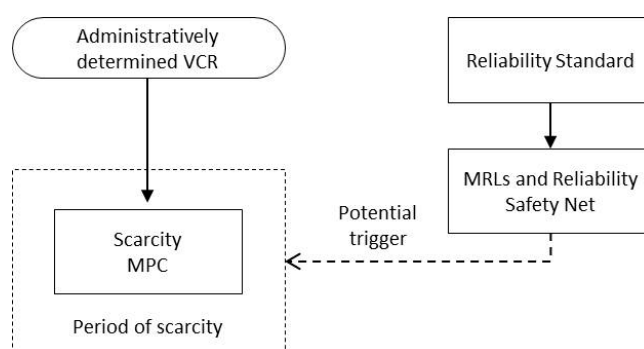 Administratively
determined VCR
Reliability Standard
MRLs and Reliability
Safety Net
Potential
trigger
Scarcity
MPC
Period of scarcity